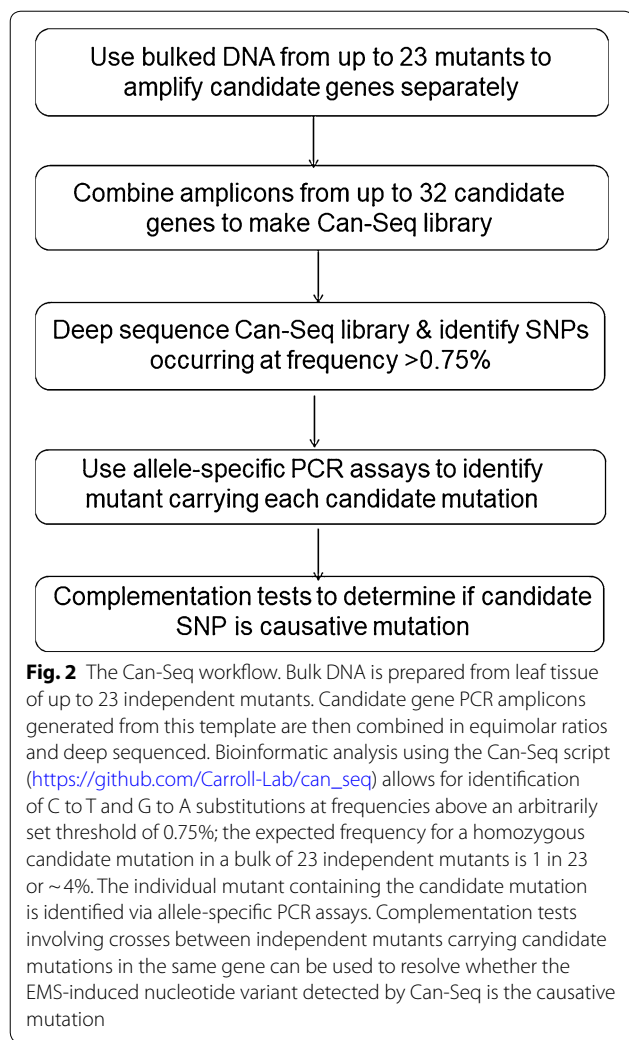 Use bulked DNA from up to 23 mutants to
amplify candidate genes separately
Combine amplicons from up to 32 candidate
genes to make Can-Seq library
Deep sequence Can-Seq library & identify SNPs
occurring at frequency >0.75%
Use allele-specific PCR assays to identify
mutant carrying each candidate mutation
Complementation tests to determine if candidate
SNP is causative mutation
Fig. 2 The Can-Seq workflow. Bulk DNA is prepared from leaf tissue
of up to 23 independent mutants. Candidate gene PCR amplicons
generated from this template are then combined in equimolar ratios
and deep sequenced. Bioinformatic analysis using the Can-Seq script
(https://github.com/Carroll-Lab/can_seq) allows for identification
of C to T and G to A substitutions at frequencies above an arbitrarily
set threshold of 0.75%; the expected frequency for a homozygous
candidate mutation in a bulk of 23 independent mutants is 1 in 23
or ~ 4%. The individual mutant containing the candidate mutation
is identified via allele-specific PCR assays. Complementation tests
involving crosses between independent mutants carrying candidate
mutations in the same gene can be used to resolve whether the
EMS-induced nucleotide variant detected by Can-Seq is the causative
mutation